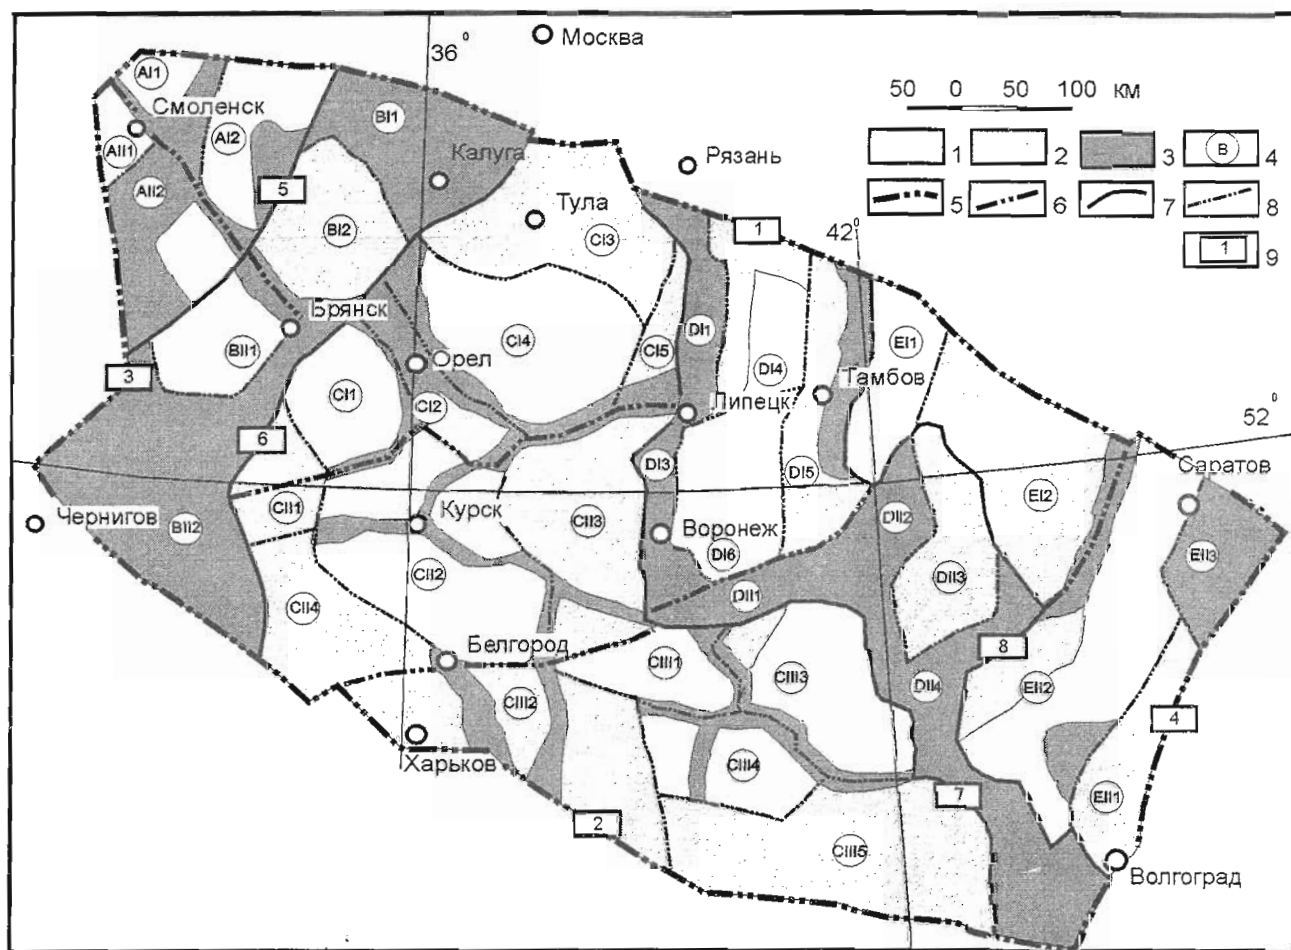 Москва
36 °
50 0 50 100 км
AI1
Смоленск
BI1
AI2
AII1
Калуга
Рязань
1 2 3 B 4
AII2
5
5 6 7 8
Тула
BI2
CI3
1
42°
1 9
Брянск
DI1
BII1
CI4
CI5
EI1
Орел
DI4
3
Тамбов
CI1
CI2
Липецк
52 °
6
DI3
DI5
Саратов
EI2
CII1
Курск
CII3
DII2
Чернигов
BII2
Воронеж
DI6
EII3
CII2
DII3
DII1
CII4
Белгород
CIII1
CIII3
8
CIII2
DII4
EII2
4
Харьков
CIII4
7
EII1
2
CIII5
Волгоград